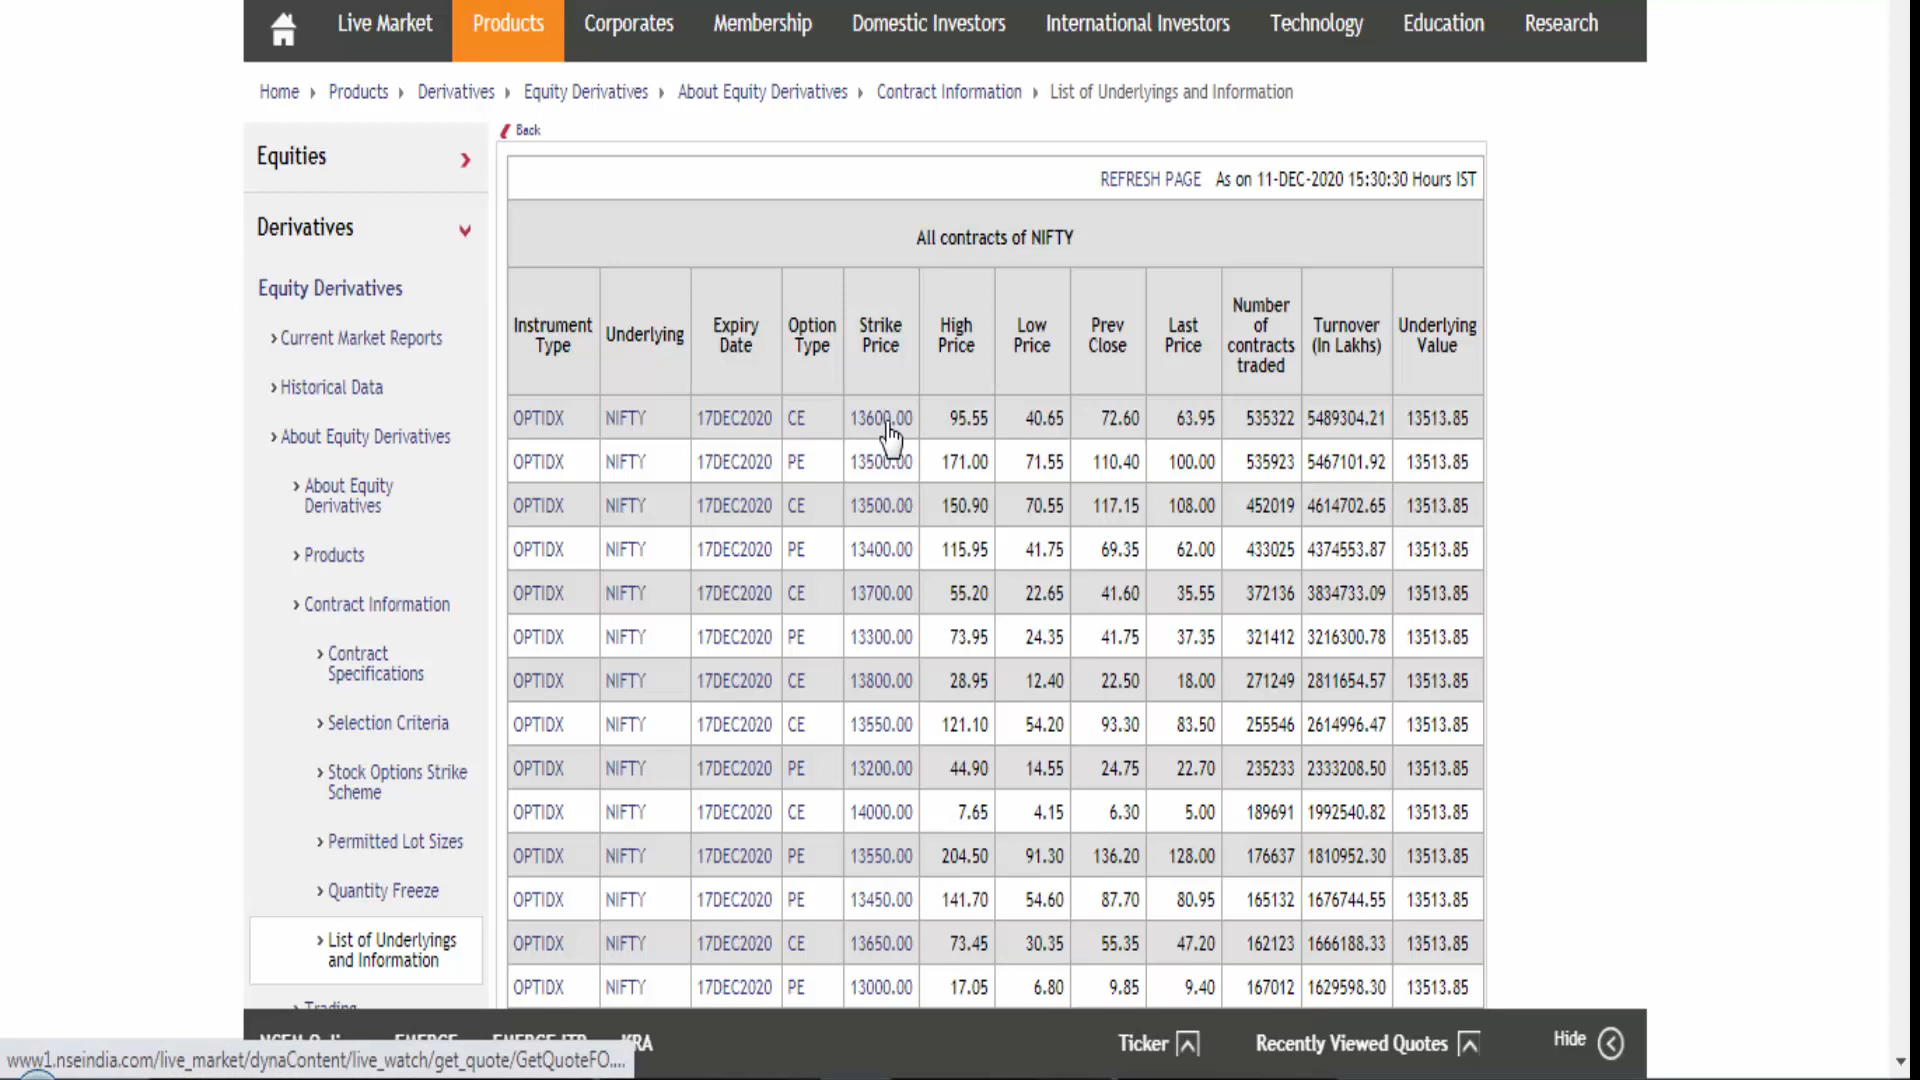 Live Market Products Corporates Membership Domestic Investors International Investors Technology Education Research
Home Products Derivatives Equity Derivatives About Equity Derivatives Contract Information List of Underlyings and Information
Back
Equities
Derivatives
Equity Derivatives
Current Market Reports
Historical Data
About Equity Derivatives
About Equity
Derivatives
Products
Contract Information
Contract
Specifications
Selection Criteria
Stock Options Strike
Scheme
Permitted Lot Sizes
Quantity Freeze
List of Underlyings
and Information
Trading
REFRESH PAGE As on 11-DEC-2020 15:30:30 Hours IST
All contracts of NIFTY
Instrument Type Underlying Expiry Date Option Type Strike Price High Price Low Price Prev Close Last Price Number of contracts traded Turnover (In Lakhs) Underlying Value
OPTIDX NIFTY 17DEC2020 CE 13600.00 95.55 40.65 72.60 63.95 535322 5489304.21 13513.85
OPTIDX NIFTY 17DEC2020 PE 13500.00 171.00 71.55 110.40 100.00 535923 5467101.92 13513.85
OPTIDX NIFTY 17DEC2020 CE 13500.00 150.90 70.55 117.15 108.00 452019 4614702.65 13513.85
OPTIDX NIFTY 17DEC2020 PE 13400.00 115.95 41.75 69.35 62.00 433025 4374553.87 13513.85
OPTIDX NIFTY 17DEC2020 CE 13700.00 55.20 22.65 41.60 35.55 372136 3834733.09 13513.85
OPTIDX NIFTY 17DEC2020 PE 13300.00 73.95 24.35 41.75 37.35 321412 3216300.78 13513.85
OPTIDX NIFTY 17DEC2020 CE 13800.00 28.95 12.40 22.50 18.00 271249 2811654.57 13513.85
OPTIDX NIFTY 17DEC2020 CE 13550.00 121.10 54.20 93.30 83.50 255546 2614996.47 13513.85
OPTIDX NIFTY 17DEC2020 PE 13200.00 44.90 14.55 24.75 22.70 235233 2333208.50 13513.85
OPTIDX NIFTY 17DEC2020 CE 14000.00 7.65 4.15 6.30 5.00 189691 1992540.82 13513.85
OPTIDX NIFTY 17DEC2020 PE 13550.00 204.50 91.30 136.20 128.00 176637 1810952.30 13513.85
OPTIDX NIFTY 17DEC2020 PE 13450.00 141.70 54.60 87.70 80.95 165132 1676744.55 13513.85
OPTIDX NIFTY 17DEC2020 CE 13650.00 73.45 30.35 55.35 47.20 162123 1666188.33 13513.85
OPTIDX NIFTY 17DEC2020 PE 13000.00 17.05 6.80 9.85 9.40 167012 1629598.30 13513.85
KRA Ticker Recently Viewed Quotes Hide
www1.nseindia.com/live_market/dynaContent/live_watch/get_quote/GetQuoteFO....